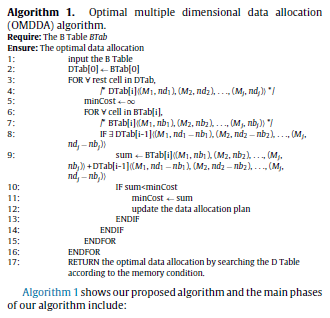 Algorithm 1. Optimal multiple dimensional data allocation
(OMDDA) algorithm.
Require: The B Table BTab
Ensure: The optimal data allocation
1: input the B Table
2: DTab[0]←BTab[0]
3: FOR ∀ rest cell in DTab,
4: /* DTab[i]⟨(M1, nd1), (M2, nd2), …, (Mj, ndj)⟩ */
5: minCost ←∞
6: FOR ∀ cell in BTab[i],
7: /* BTab[i]⟨(M1, nb1), (M2, nb2), …, (Mj, nbj)⟩ */
8: IF ∃ DTab[i-1]⟨(M1, nd1 − nb1), (M2, nd2 − nb2), …, (Mj,
ndj − nbj)⟩
9: sum ← BTab[i]⟨(M1, nb1), (M2, nb2), …, (Mj,
nbj)⟩ +DTab[i-1]⟨(M1, nd1 − nb1), (M2, nd2 − nb2), …, (Mj,
ndj − nbj)⟩
10: IF sum<minCost
11: minCost ← sum
12: update the data allocation plan
13: ENDIF
14: ENDIF
15: ENDFOR
16: ENDFOR
17: RETURN the optimal data allocation by searching the D Table
according to the memory condition.
Algorithm 1 shows our proposed algorithm and the main phases
of our algorithm include: